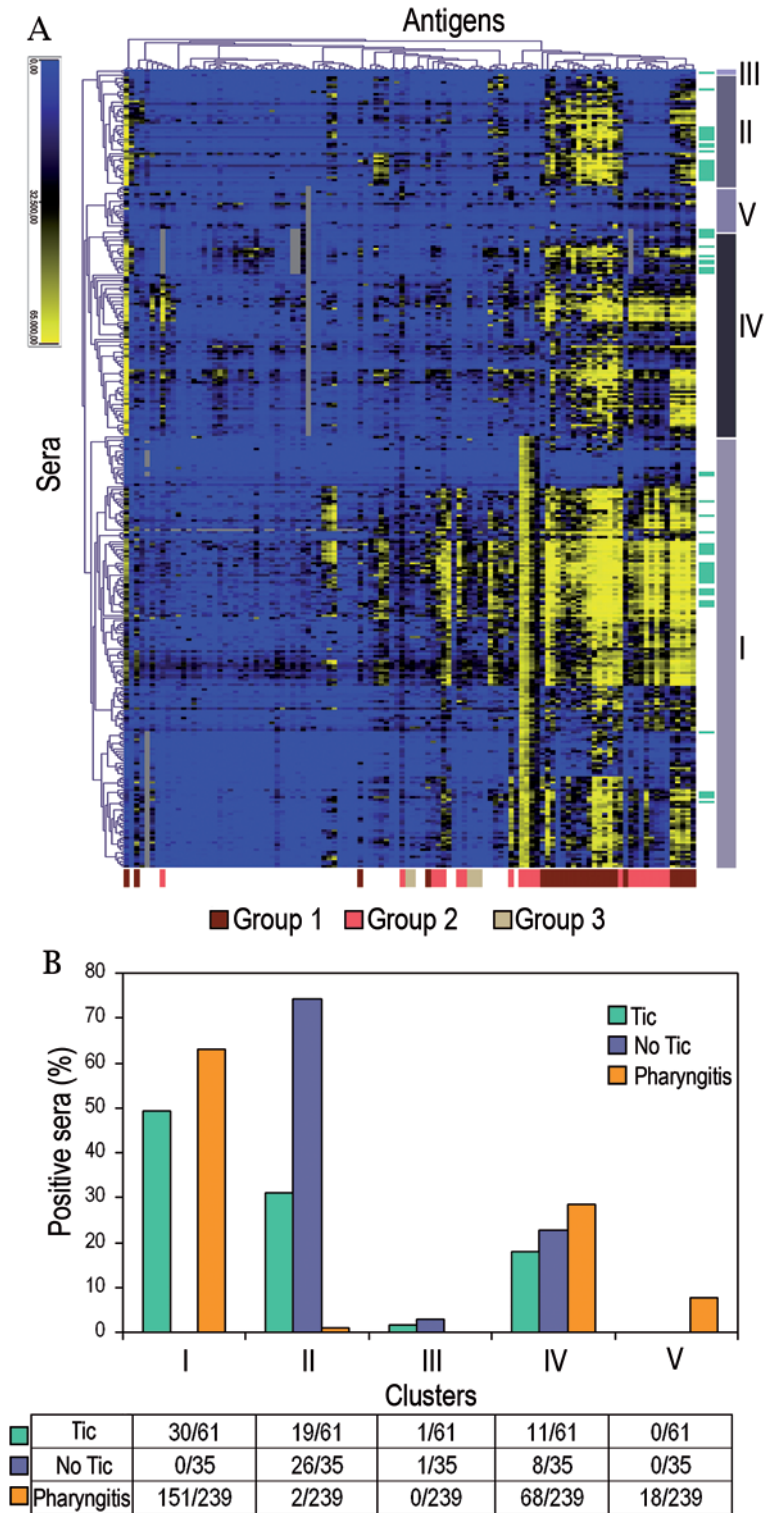 A
Antigens
0,00
32.500,00
65.000,00
Sera
III
II
V
IV
I
Group 1 Group 2 Group 3
B
Positive sera (%)
80
70
60
50
40
30
20
10
0
Tic
No Tic
Pharyngitis
I II III IV V
Clusters
Tic 30/61 19/61 1/61 11/61 0/61
No Tic 0/35 26/35 1/35 8/35 0/35
Pharyngitis 151/239 2/239 0/239 68/239 18/239